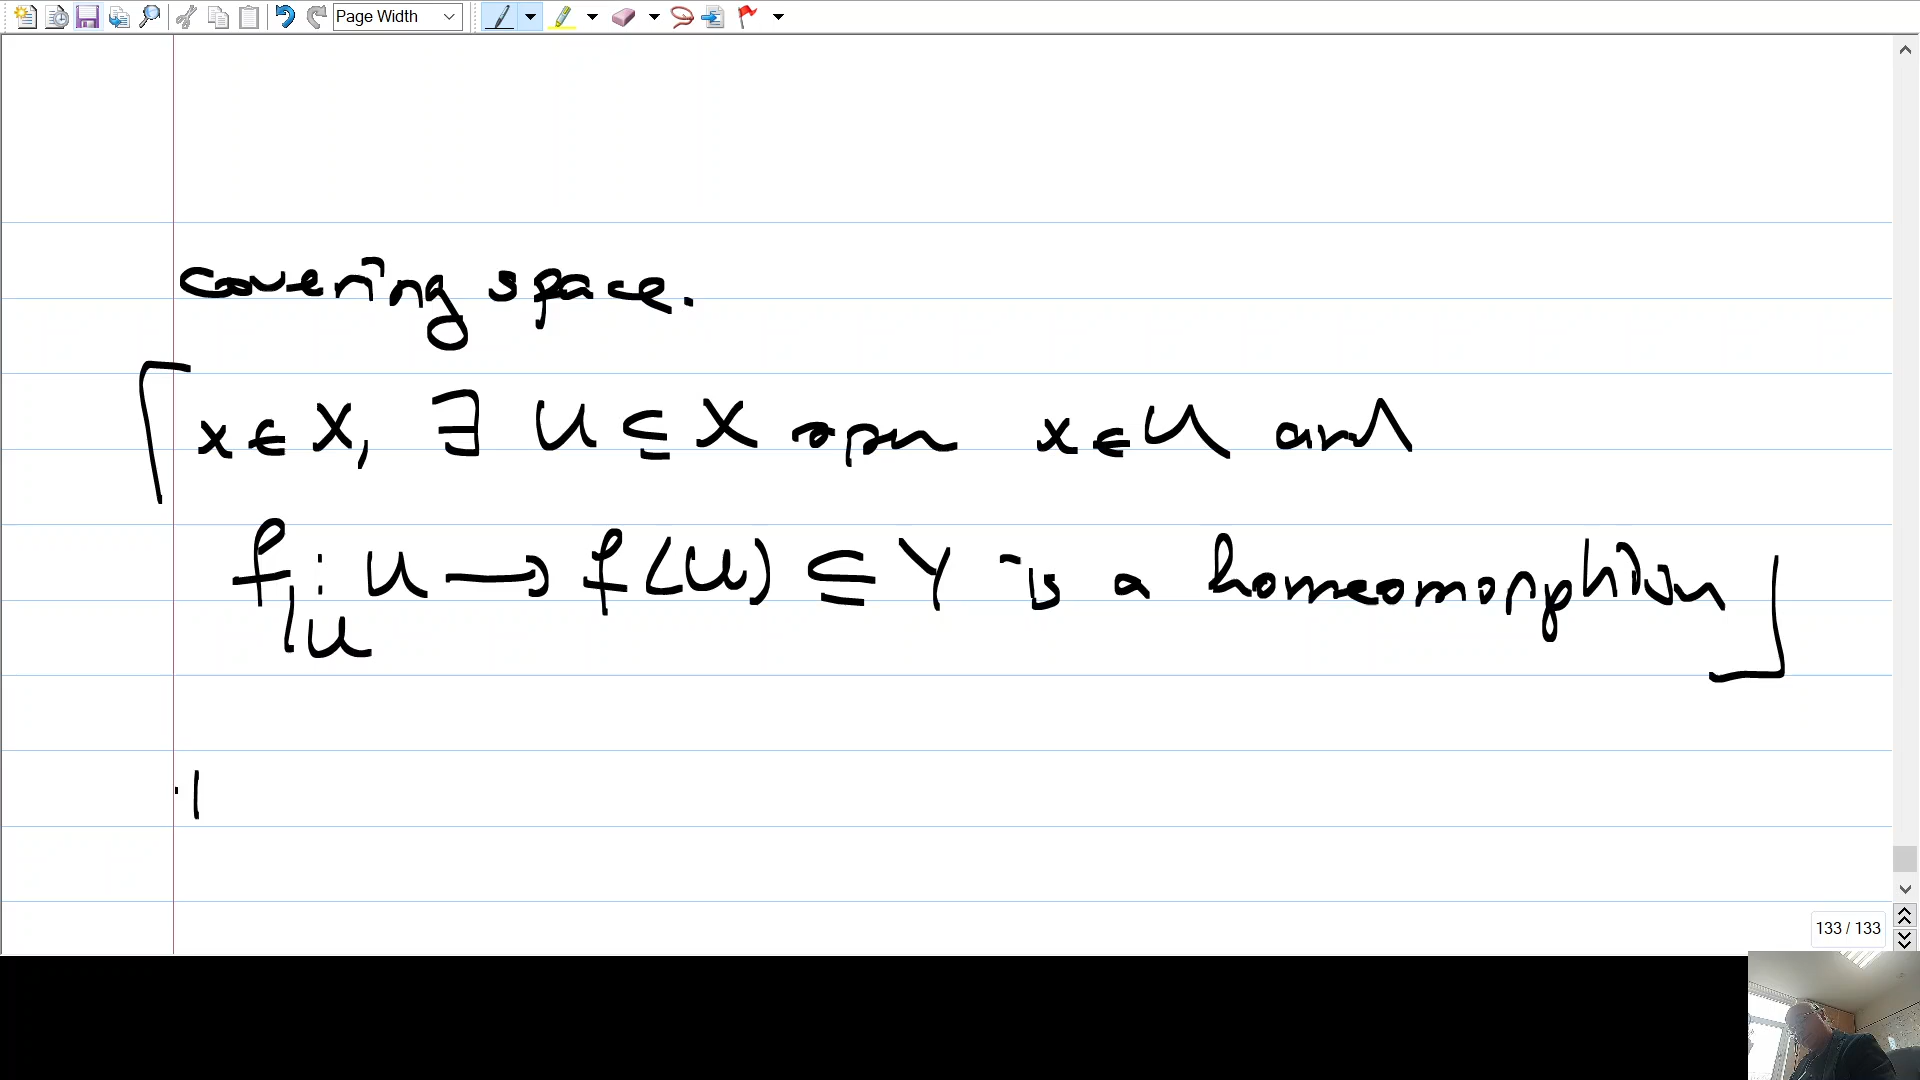 Page Width
covering space.
x ∈ X, ∃ U ⊆ X open x ∈ U and
f|U : U → f(U) ⊆ Y is a homeomorphism
133 / 133